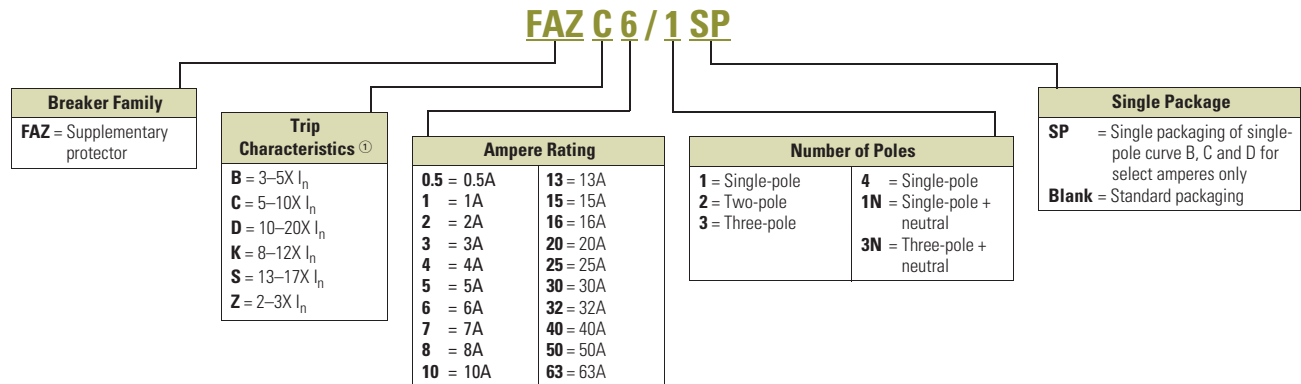 FAZ C 6 / 1 SP
Breaker Family
FAZ = Supplementary
protector
Trip
Characteristics ①
B = 3–5X In
C = 5–10X In
D = 10–20X In
K = 8–12X In
S = 13–17X In
Z = 2–3X In
Ampere Rating
0.5 = 0.5A
1 = 1A
2 = 2A
3 = 3A
4 = 4A
5 = 5A
6 = 6A
7 = 7A
8 = 8A
10 = 10A
13 = 13A
15 = 15A
16 = 16A
20 = 20A
25 = 25A
30 = 30A
32 = 32A
40 = 40A
50 = 50A
63 = 63A
Number of Poles
1 = Single-pole
2 = Two-pole
3 = Three-pole
4 = Single-pole
1N = Single-pole +
neutral
3N = Three-pole +
neutral
Single Package
SP = Single packaging of single-
pole curve B, C and D for
select amperes only
Blank = Standard packaging